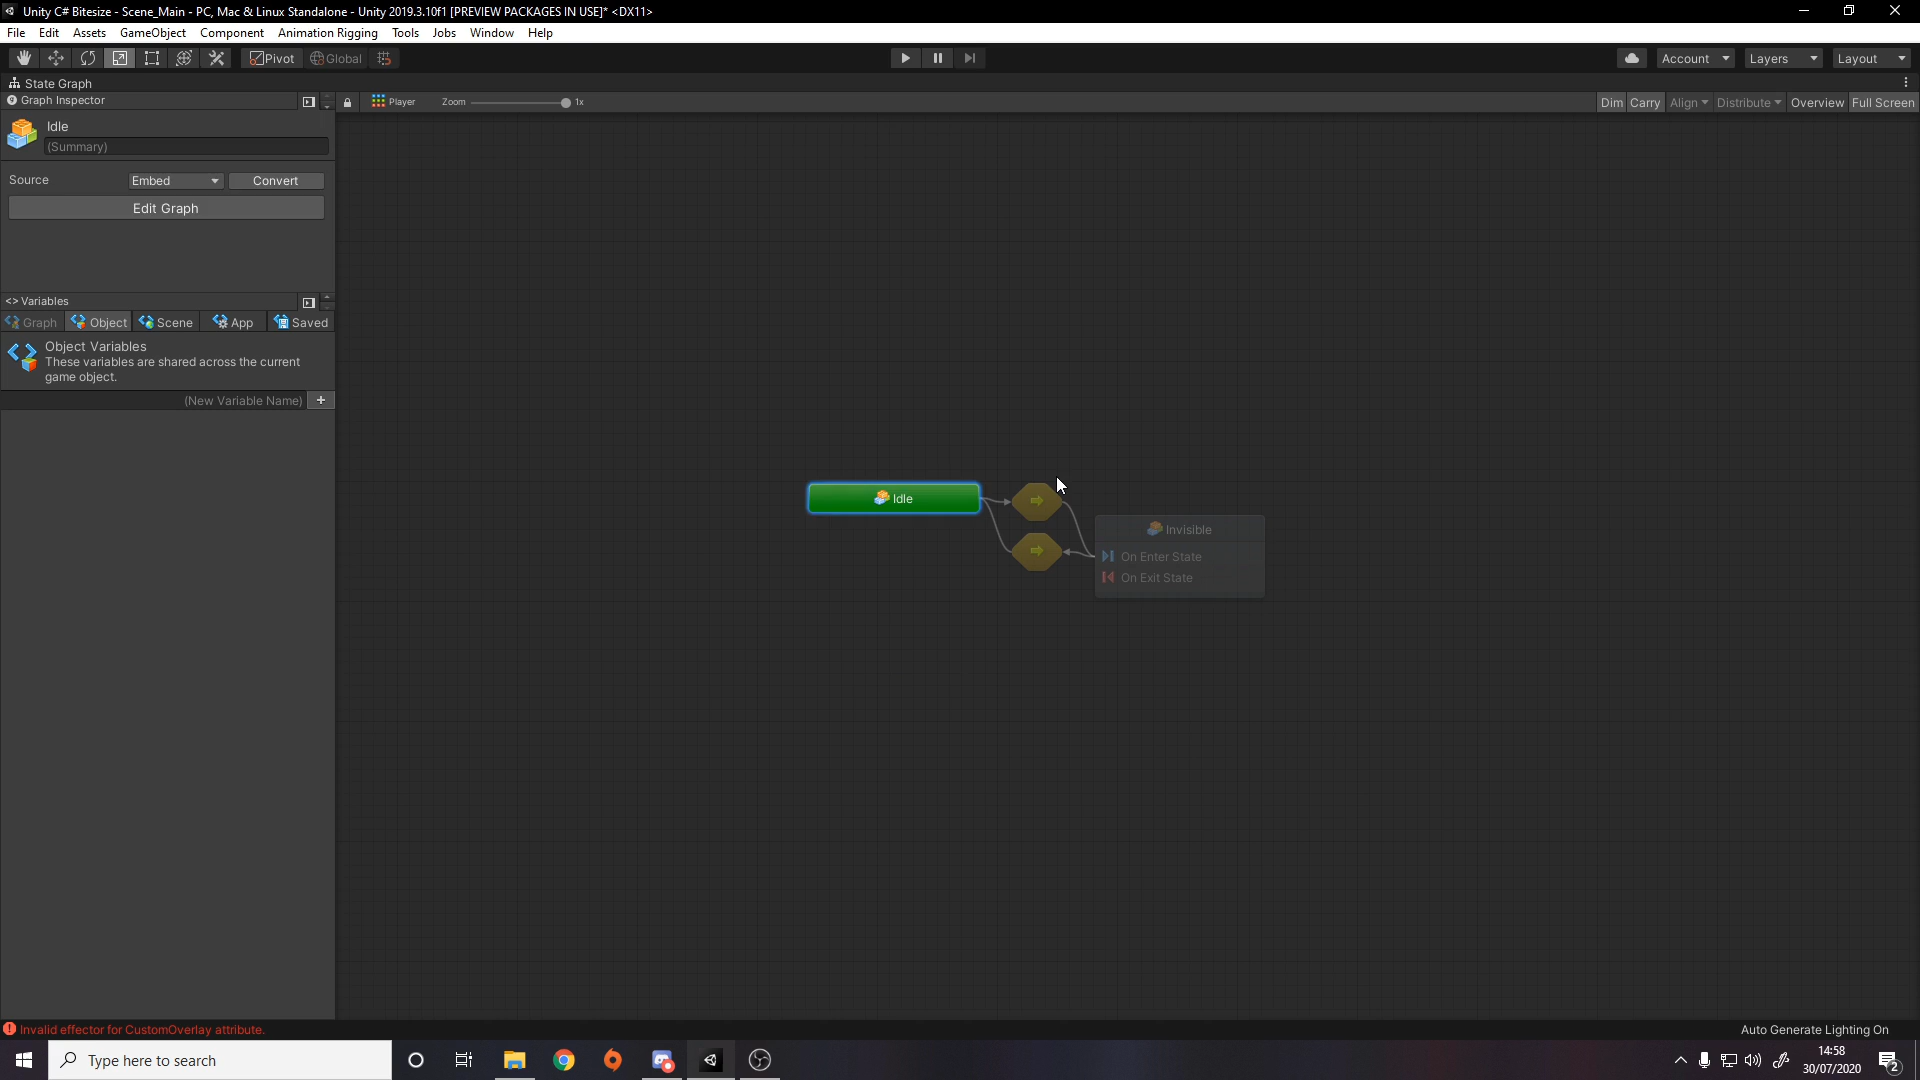 Unity C# Bitesize - Scene_Main - PC, Mac & Linux Standalone - Unity 2019.3.10f1 [PREVIEW PACKAGES IN USE]* <DX11>
File Edit Assets GameObject Component Animation Rigging Tools Jobs Window Help
Pivot Global Account Layers Layout
State Graph
Graph Inspector
Player Zoom 1x Dim Carry Align Distribute Overview Full Screen
Idle
(Summary)
Source Embed Convert
Edit Graph
<> Variables
Graph Object Scene App Saved
Object Variables
These variables are shared across the current
game object.
(New Variable Name) +
Idle
Invisible
On Enter State
On Exit State
Invalid effector for CustomOverlay attribute.
Auto Generate Lighting On
Type here to search
14:58
30/07/2020
2